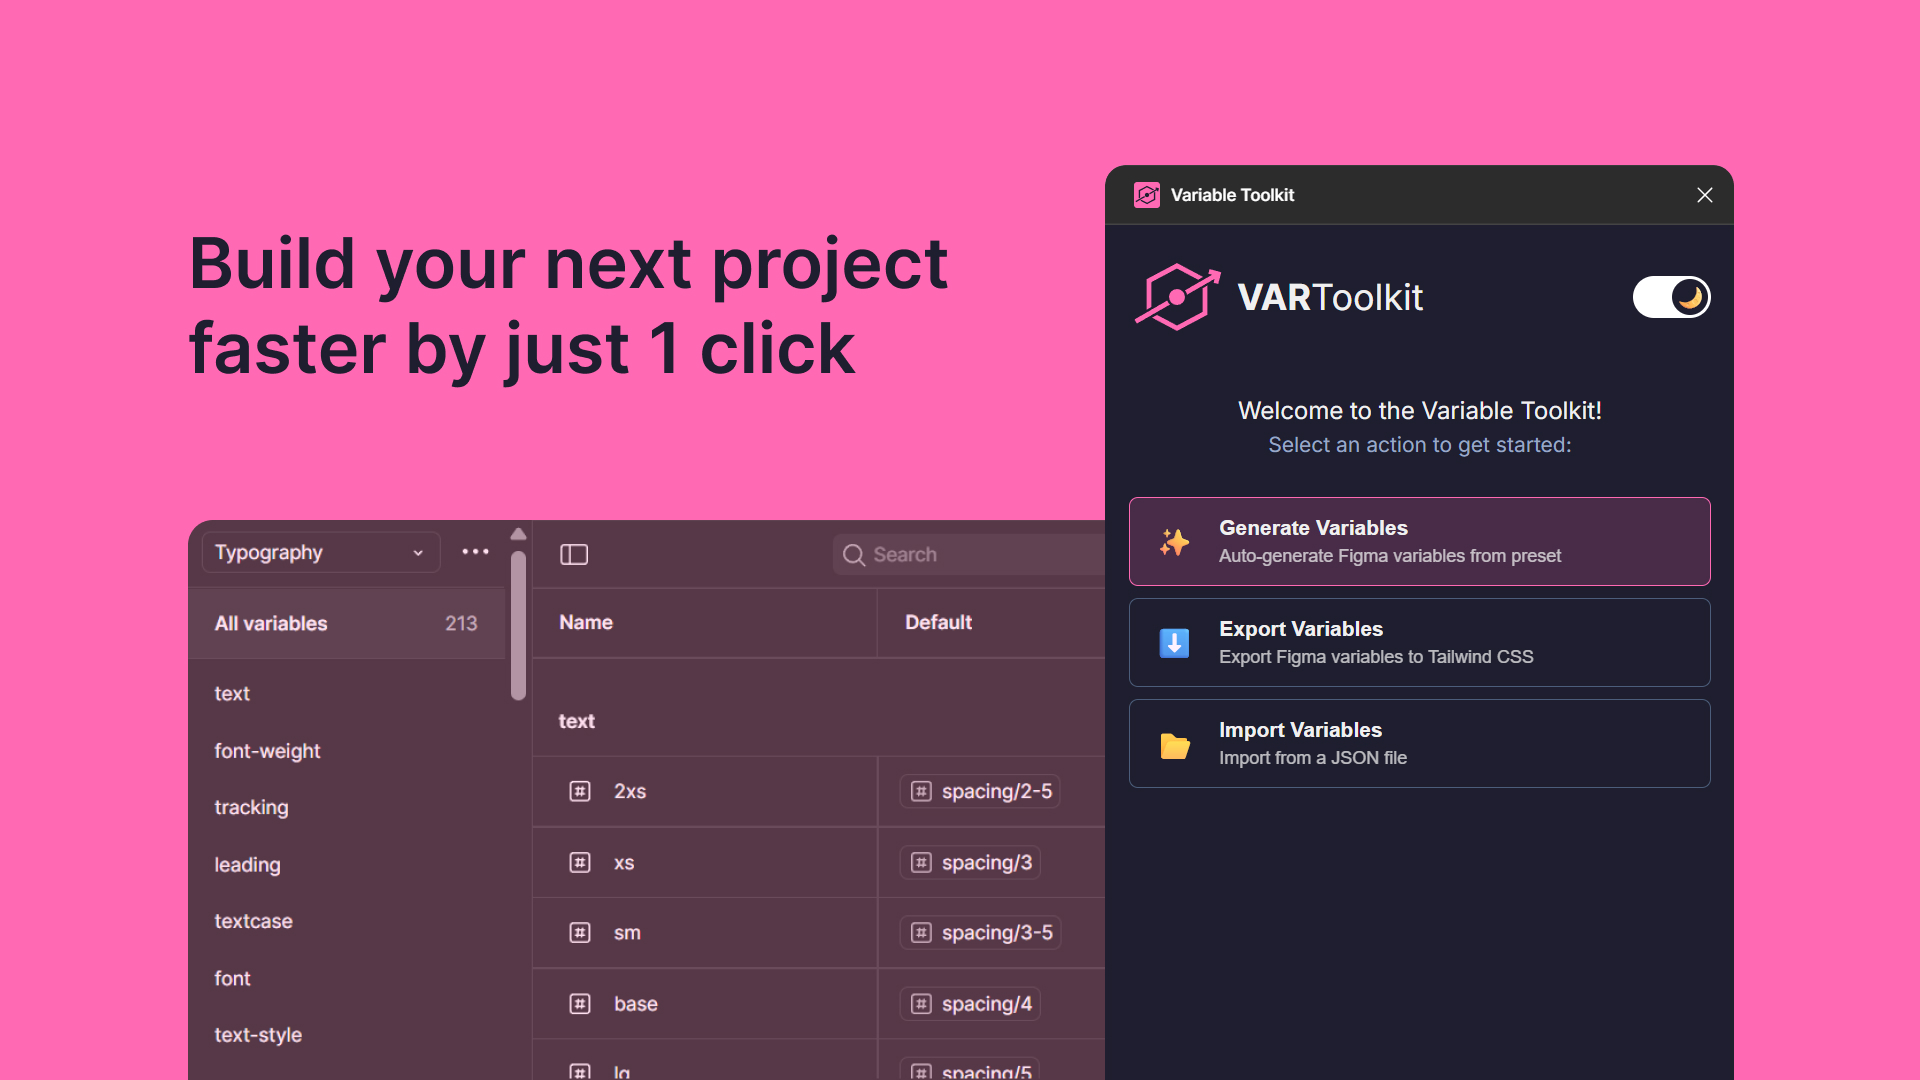 Build your next project
faster by just 1 click
Typography
All variables 213
text
font-weight
tracking
leading
textcase
font
text-style
Search
Name Default
text
2xs spacing/2-5
xs spacing/3
sm spacing/3-5
base spacing/4
lg spacing/5
Variable Toolkit
VARToolkit
Welcome to the Variable Toolkit!
Select an action to get started:
Generate Variables
Auto-generate Figma variables from preset
Export Variables
Export Figma variables to Tailwind CSS
Import Variables
Import from a JSON file